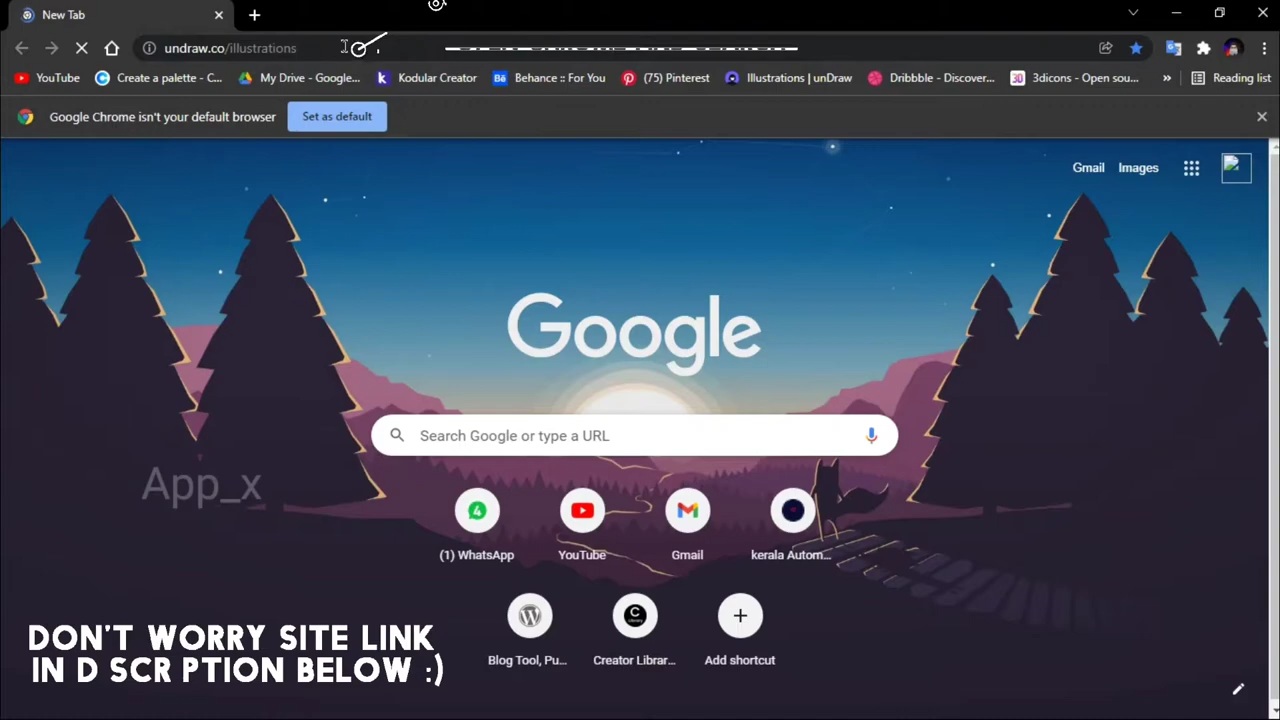 New Tab
undraw.co/illustrations
YouTube
Create a palette - C...
My Drive - Google...
Kodular Creator
Behance :: For You
(75) Pinterest
Illustrations | unDraw
Dribbble - Discover...
3dicons - Open sou...
»
Reading list
Google Chrome isn't your default browser
Set as default
Gmail
Images
Google
Search Google or type a URL
App_x
4
(1) WhatsApp
YouTube
Gmail
kerala Autom...
Blog Tool, Pu...
Creator Librar...
Add shortcut
DON'T WORRY SITE LINK
IN D SCR PTION BELOW :)